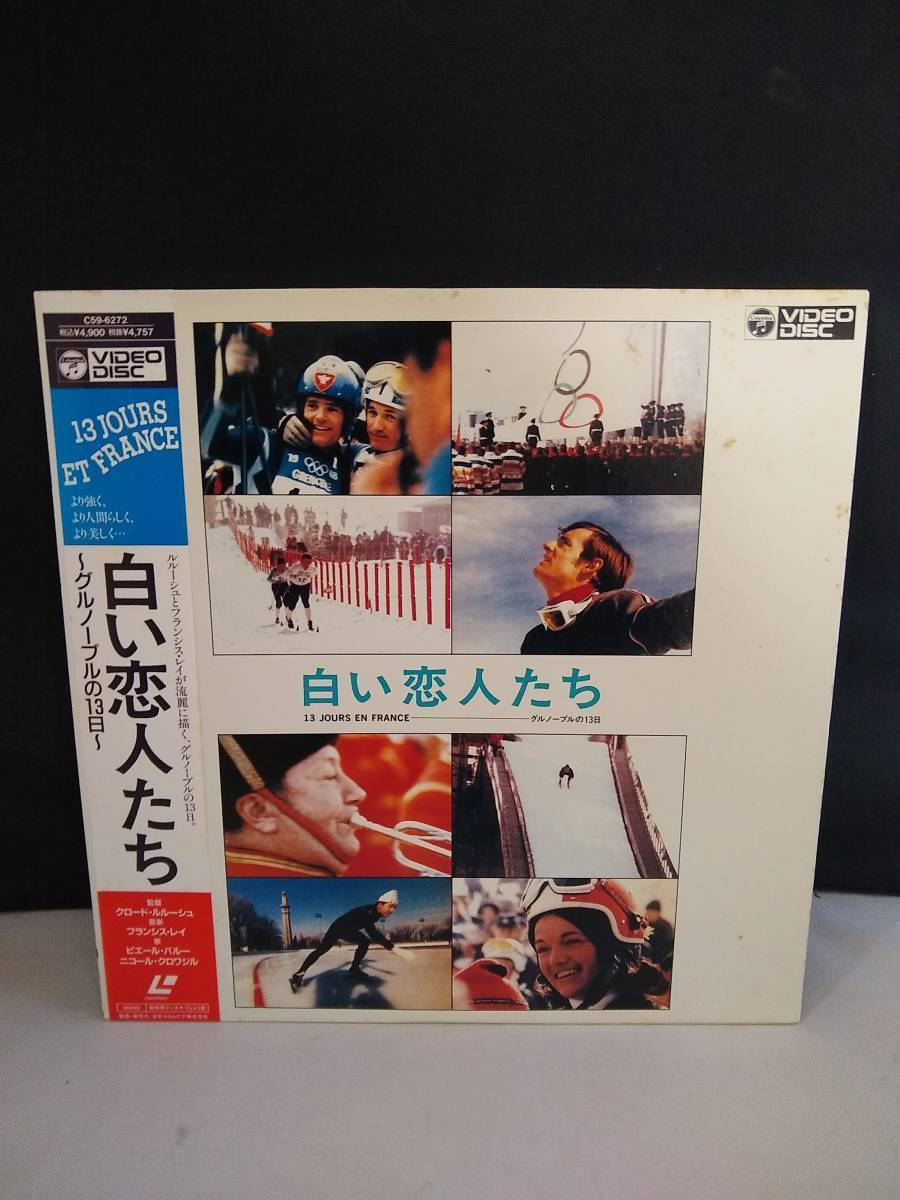 C59-6272
税込¥4,900 税抜¥4,757
Columbia
VIDEO
DISC
13 JOURS
ET FRANCE
より強く、
より人間らしく、
より美しく…
ルルーシュとフランシス・レイが流麗に描く、グルノーブルの13日。
白い恋人たち
〜グルノーブルの13日〜
監督
クロード・ルルーシュ
音楽
フランシス・レイ
歌
ピエール・バルー
ニコール・クロワジル
LaserVision
MONO
Columbia
VIDEO
DISC
GRENOBLE
白い恋人たち
13 JOURS EN FRANCE
グルノーブルの13日